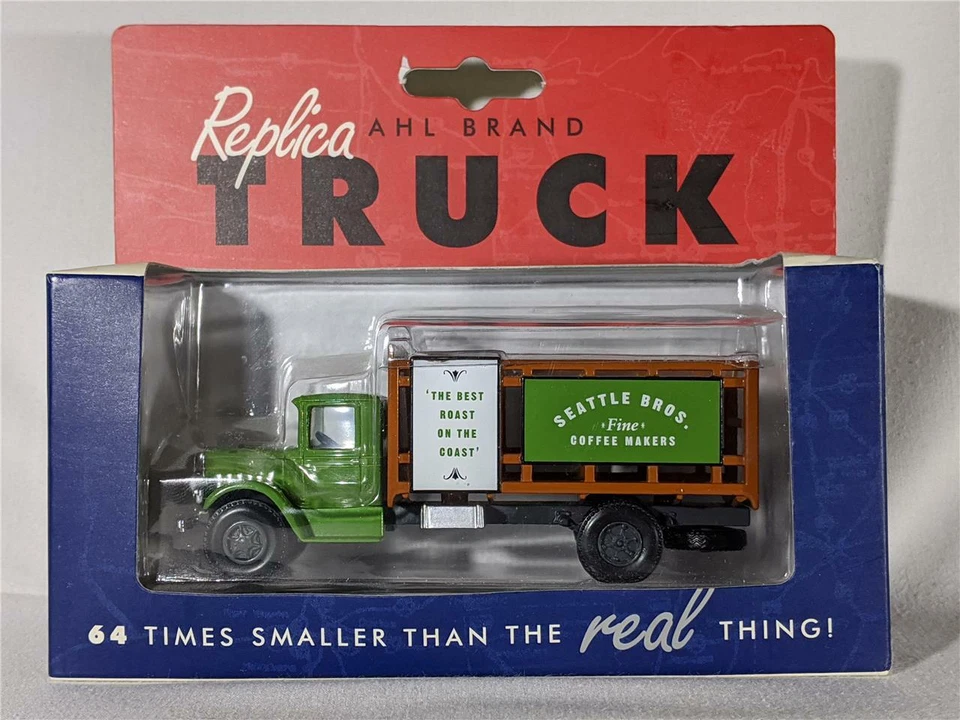 Replica AHL BRAND
TRUCK
'THE BEST
ROAST
ON THE
COAST'
SEATTLE BROS.
Fine
COFFEE MAKERS
64 TIMES SMALLER THAN THE real THING!